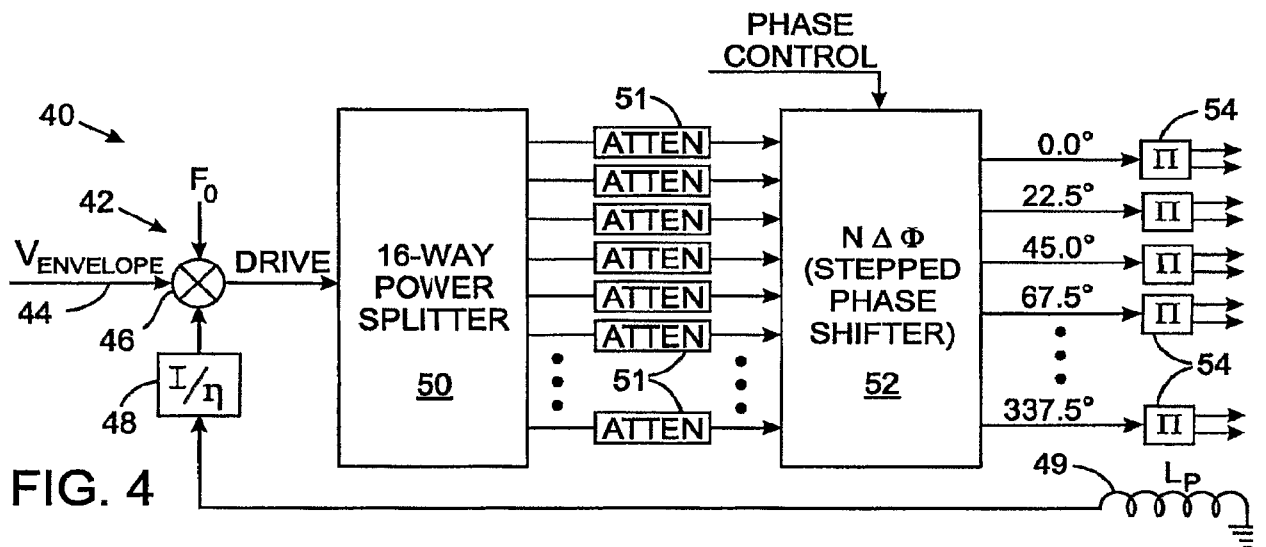 PHASE
CONTROL
40
42
F0
VENVELOPE
44
46
DRIVE
48
I/η
16-WAY
POWER
SPLITTER
50
51
ATTEN
ATTEN
ATTEN
ATTEN
ATTEN
ATTEN
51
ATTEN
N Δ Φ
(STEPPED
PHASE
SHIFTER)
52
0.0°
22.5°
45.0°
67.5°
337.5°
54
Π
Π
Π
Π
54
Π
49
LP
FIG. 4